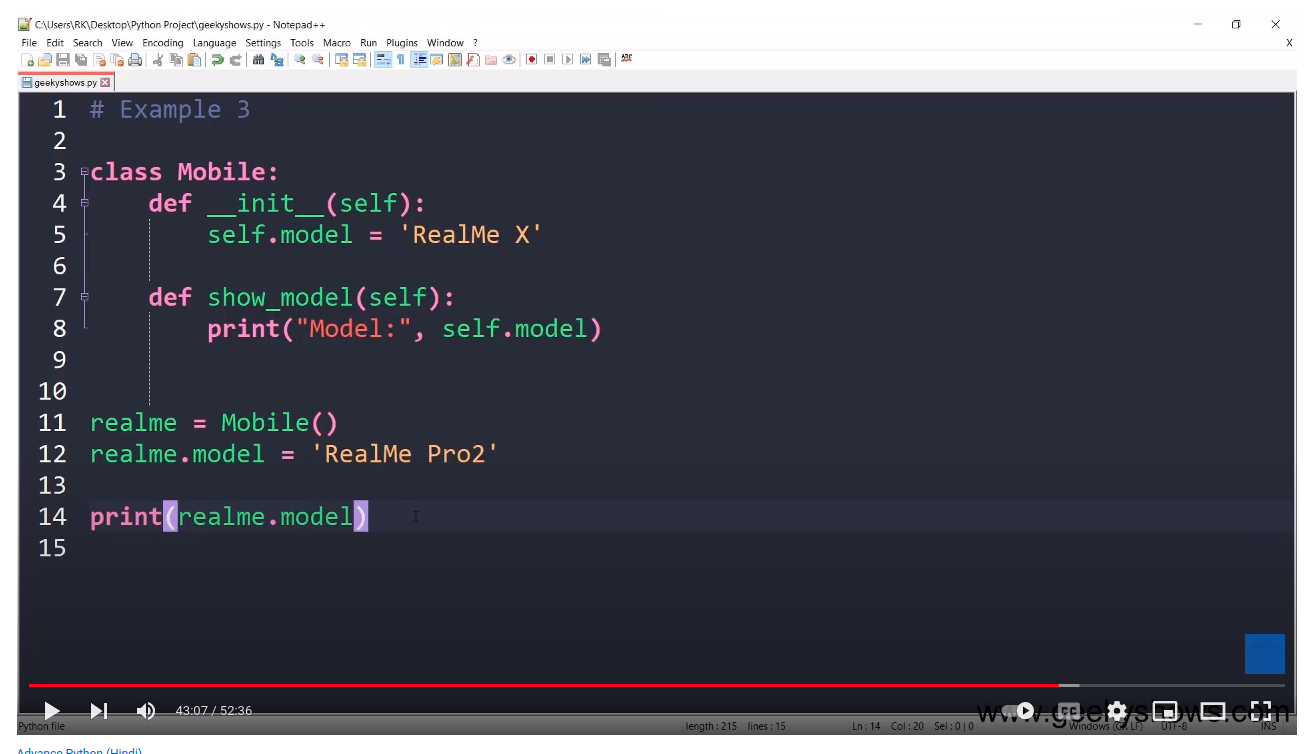 C:\Users\RK\Desktop\Python Project\geekyshows.py - Notepad++
File Edit Search View Encoding Language Settings Tools Macro Run Plugins Window ?
X
geekyshows.py
1 # Example 3
2
3 class Mobile:
4     def __init__(self):
5         self.model = 'RealMe X'
6
7     def show_model(self):
8         print("Model:", self.model)
9
10
11 realme = Mobile()
12 realme.model = 'RealMe Pro2'
13
14 print(realme.model)
15
43:07 / 52:36
www.geekyshows.com
Python file length : 215 lines : 15 Ln : 14 Col : 20 Sel : 0 | 0 Windows (CR LF) UTF-8 INS
Advance Python (Hindi)